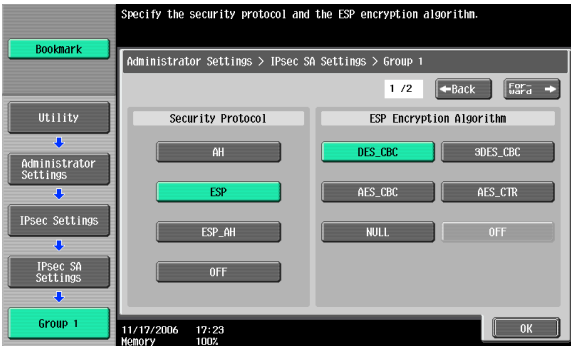 Specify the security protocol and the ESP encryption algorithm.
Bookmark
Administrator Settings > IPsec SA Settings > Group 1
1 /2
←Back
For-
ward →
Utility
Administrator
Settings
IPsec Settings
IPsec SA
Settings
Group 1
Security Protocol
AH
ESP
ESP_AH
OFF
ESP Encryption Algorithm
DES_CBC
3DES_CBC
AES_CBC
AES_CTR
NULL
OFF
11/17/2006 17:23
Memory 100%
OK